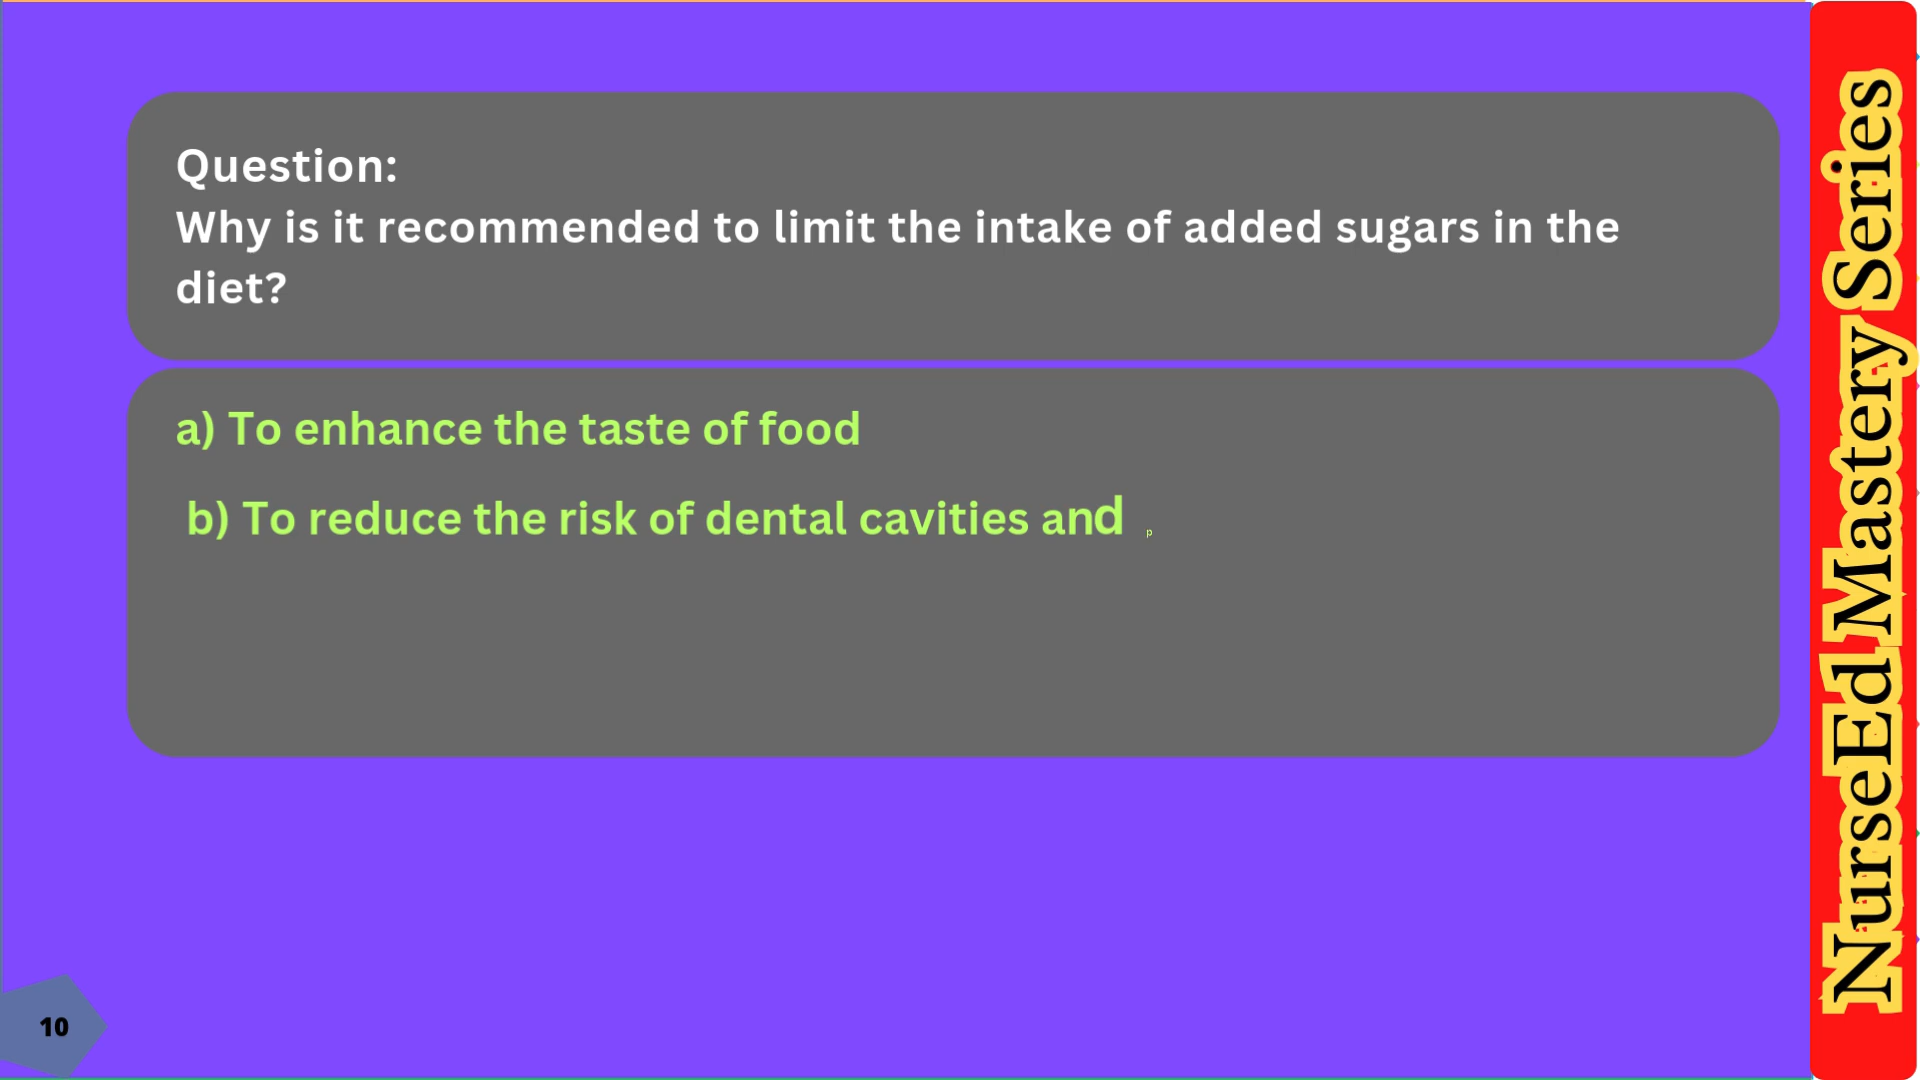 Question:
Why is it recommended to limit the intake of added sugars in the
diet?
a) To enhance the taste of food
b) To reduce the risk of dental cavities and p
10
NurseEd Mastery Series